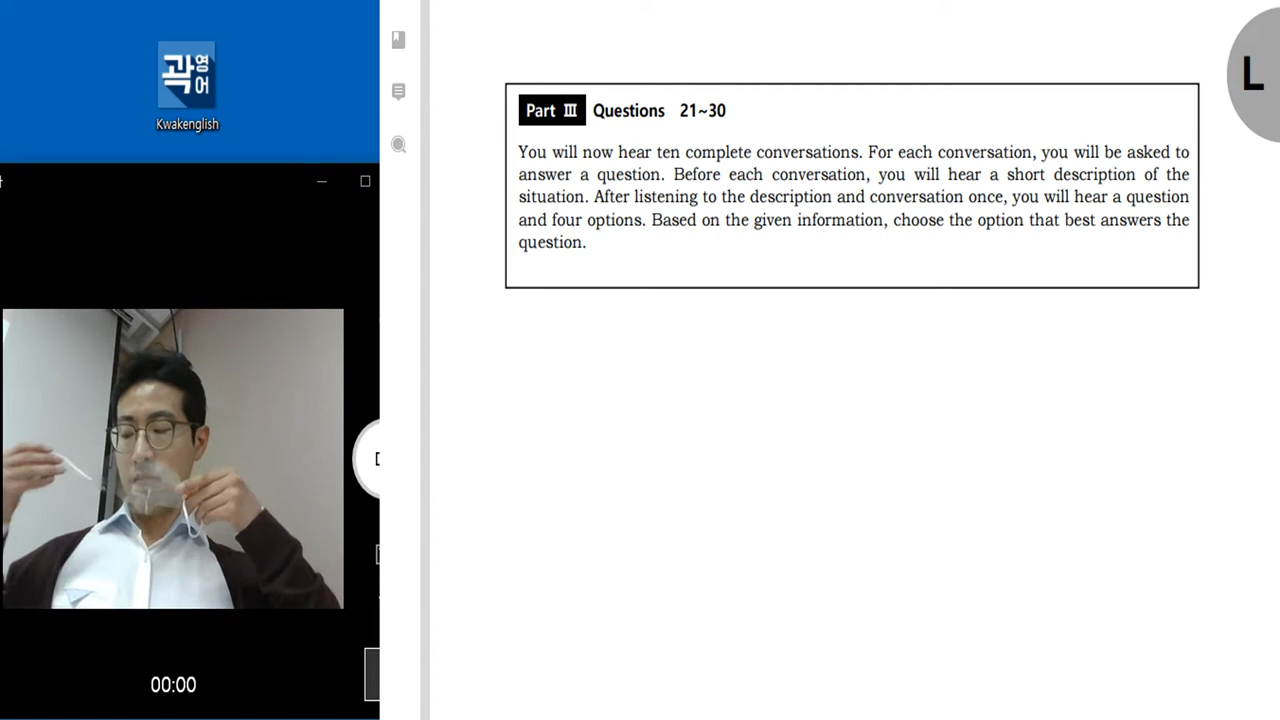 곽영어
Kwakenglish
00:00
Part Ⅲ Questions 21~30
You will now hear ten complete conversations. For each conversation, you will be asked to
answer a question. Before each conversation, you will hear a short description of the
situation. After listening to the description and conversation once, you will hear a question
and four options. Based on the given information, choose the option that best answers the
question.
L